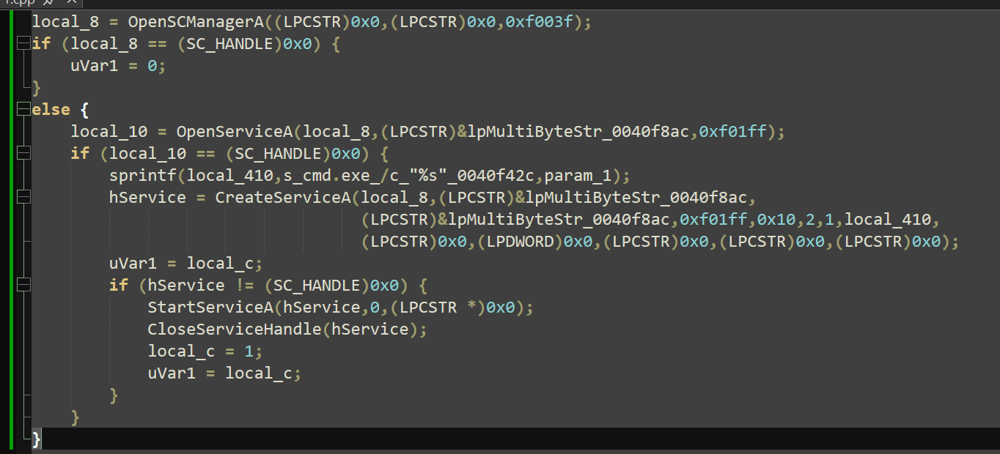 local_8 = OpenSCManagerA((LPCSTR)0x0,(LPCSTR)0x0,0xf003f);
if (local_8 == (SC_HANDLE)0x0) {
    uVar1 = 0;
}
else {
    local_10 = OpenServiceA(local_8,(LPCSTR)&lpMultiByteStr_0040f8ac,0xf01ff);
    if (local_10 == (SC_HANDLE)0x0) {
        sprintf(local_410,s_cmd.exe_/c_"%s"_0040f42c,param_1);
        hService = CreateServiceA(local_8,(LPCSTR)&lpMultiByteStr_0040f8ac,
                                  (LPCSTR)&lpMultiByteStr_0040f8ac,0xf01ff,0x10,2,1,local_410,
                                  (LPCSTR)0x0,(LPDWORD)0x0,(LPCSTR)0x0,(LPCSTR)0x0,(LPCSTR)0x0);
        uVar1 = local_c;
        if (hService != (SC_HANDLE)0x0) {
            StartServiceA(hService,0,(LPCSTR *)0x0);
            CloseServiceHandle(hService);
            local_c = 1;
            uVar1 = local_c;
        }
    }
}